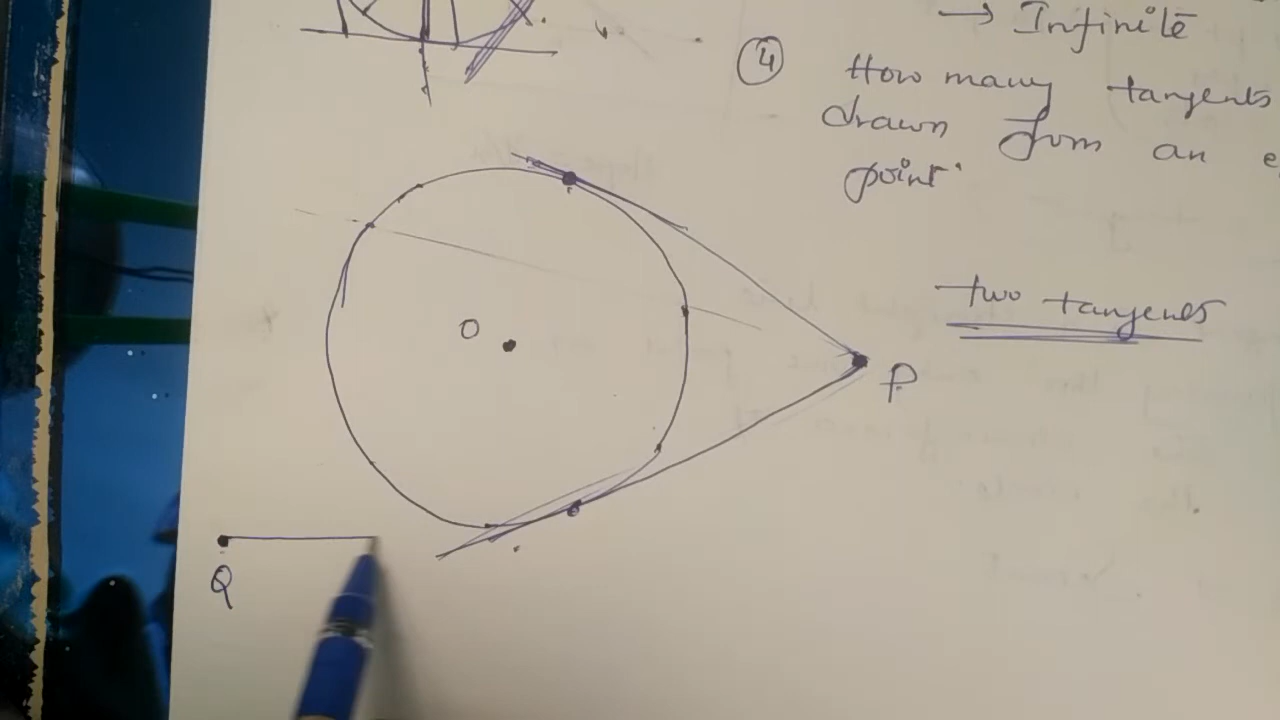 → Infinite
④ How many tangents
drawn from an
point.
two tangents
O
P
Q